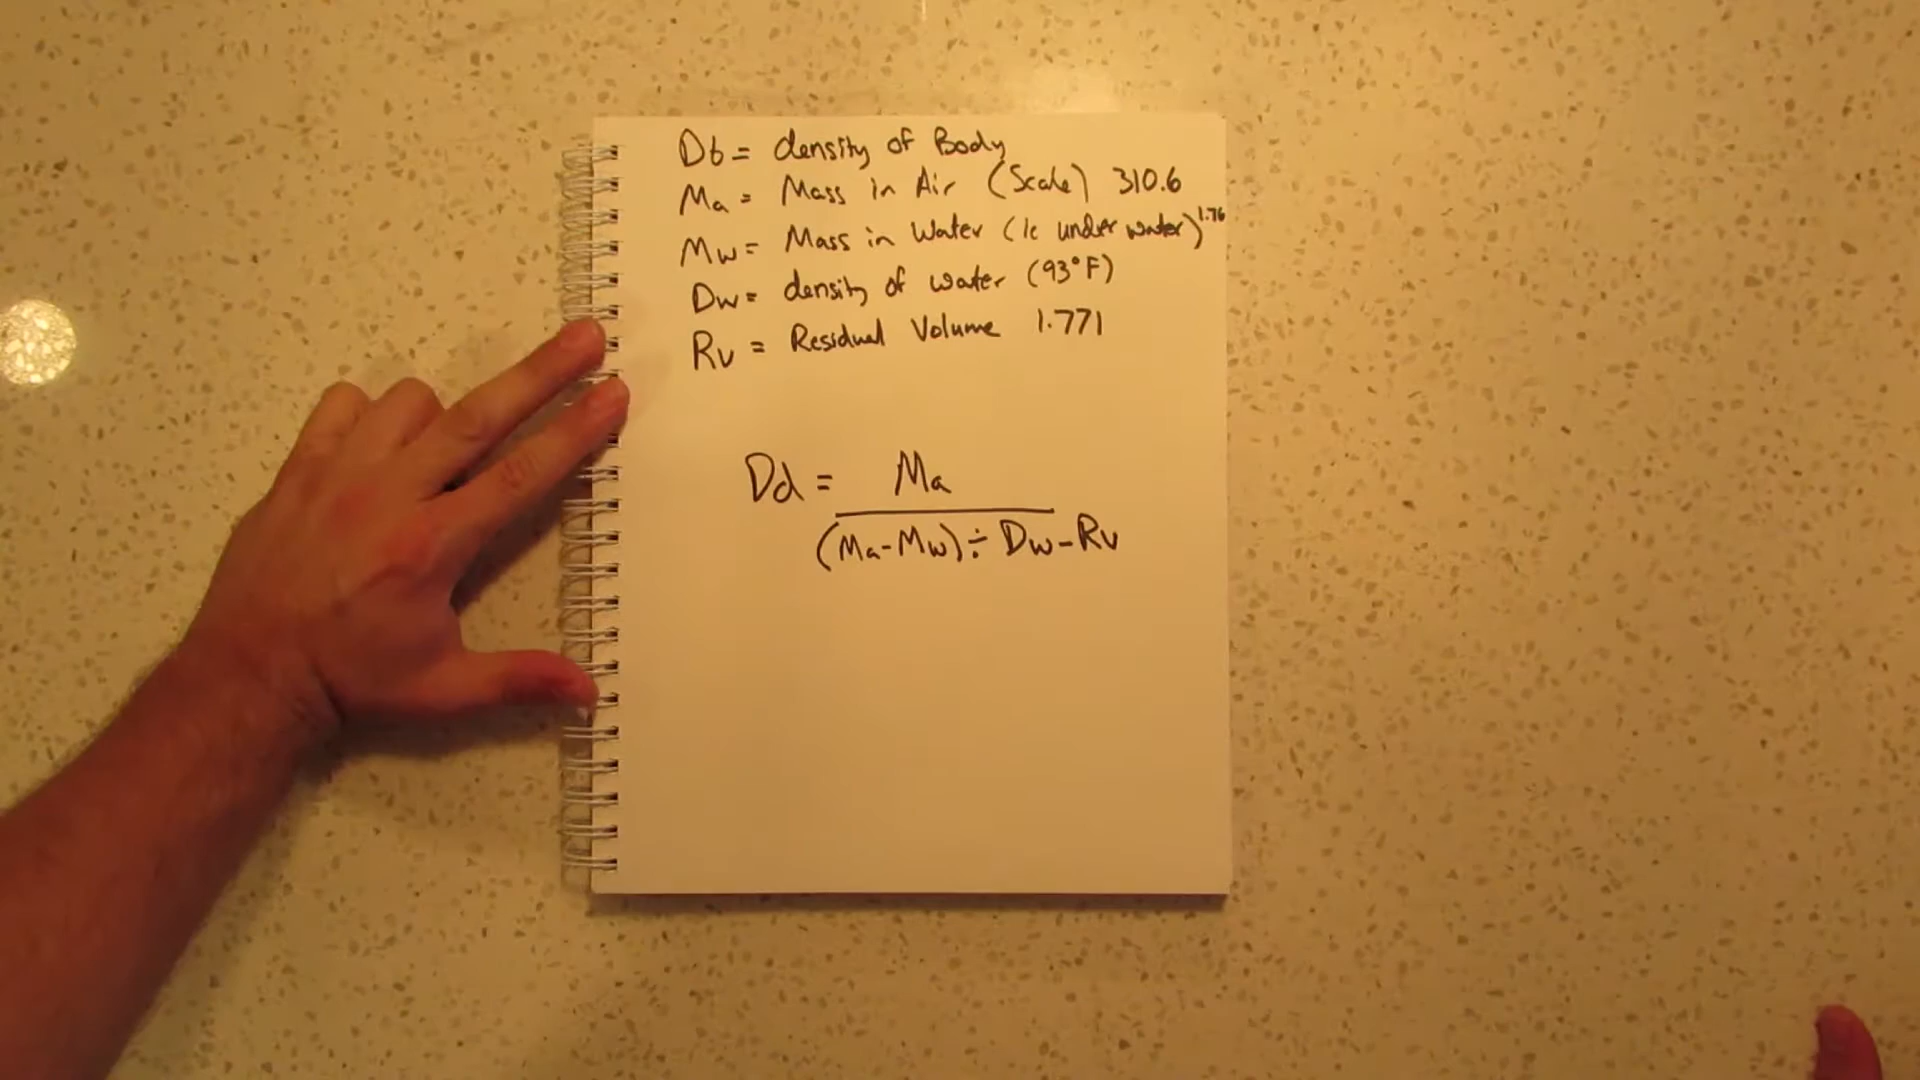 Db = density of Body
Ma = Mass in Air (Scale) 310.6
Mw = Mass in Water (ie under water) 1.76
Dw = density of water (93°F)
Rv = Residual Volume 1.771
Dd = Ma
(Ma-Mw) ÷ Dw-Rv